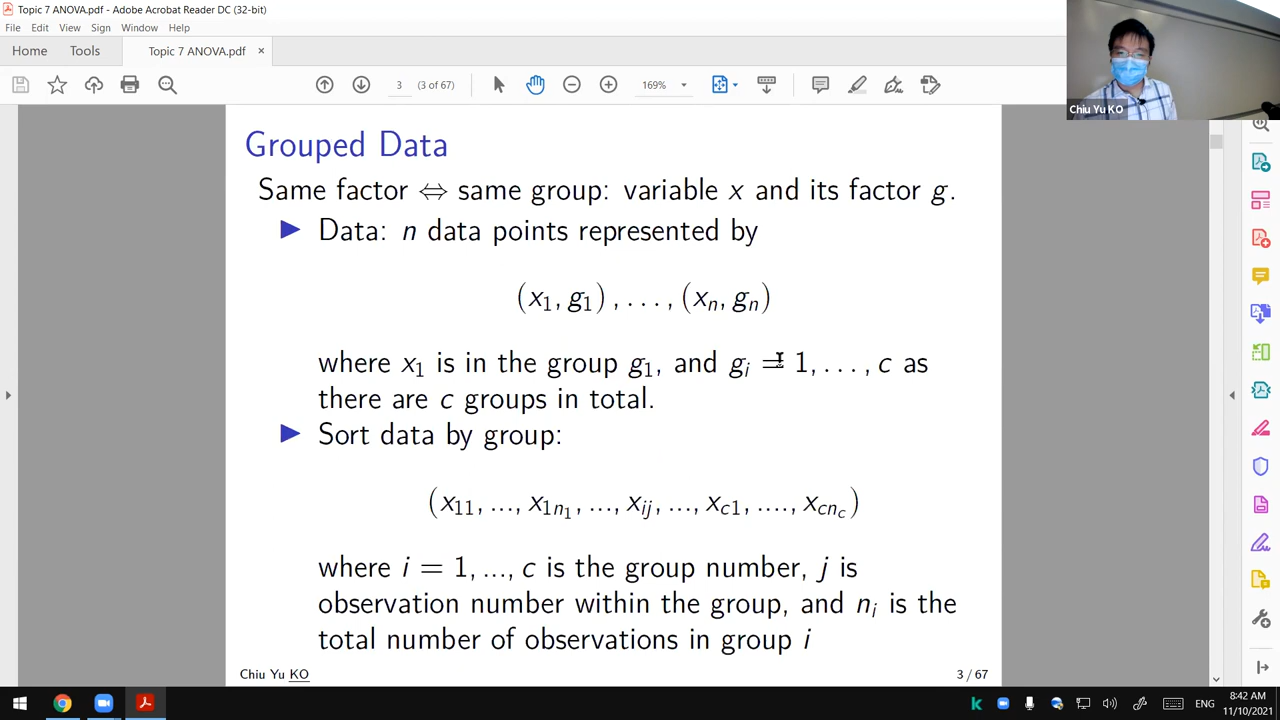 Topic 7 ANOVA.pdf - Adobe Acrobat Reader DC (32-bit)
File Edit View Sign Window Help
Home Tools Topic 7 ANOVA.pdf ×
3 (3 of 67) 169%
Chiu Yu KO
Grouped Data
Same factor ⇔ same group: variable x and its factor g.
▶ Data: n data points represented by
(x₁, g₁), . . . , (xₙ, gₙ)
where x₁ is in the group g₁, and gᵢ = 1, . . . , c as
there are c groups in total.
▶ Sort data by group:
(x₁₁, ..., x₁ₙ₁, ..., xᵢⱼ, ..., x_c1, ...., x_cn_c)
where i = 1, ..., c is the group number, j is
observation number within the group, and nᵢ is the
total number of observations in group i
Chiu Yu KO 3 / 67
ENG 8:42 AM
11/10/2021